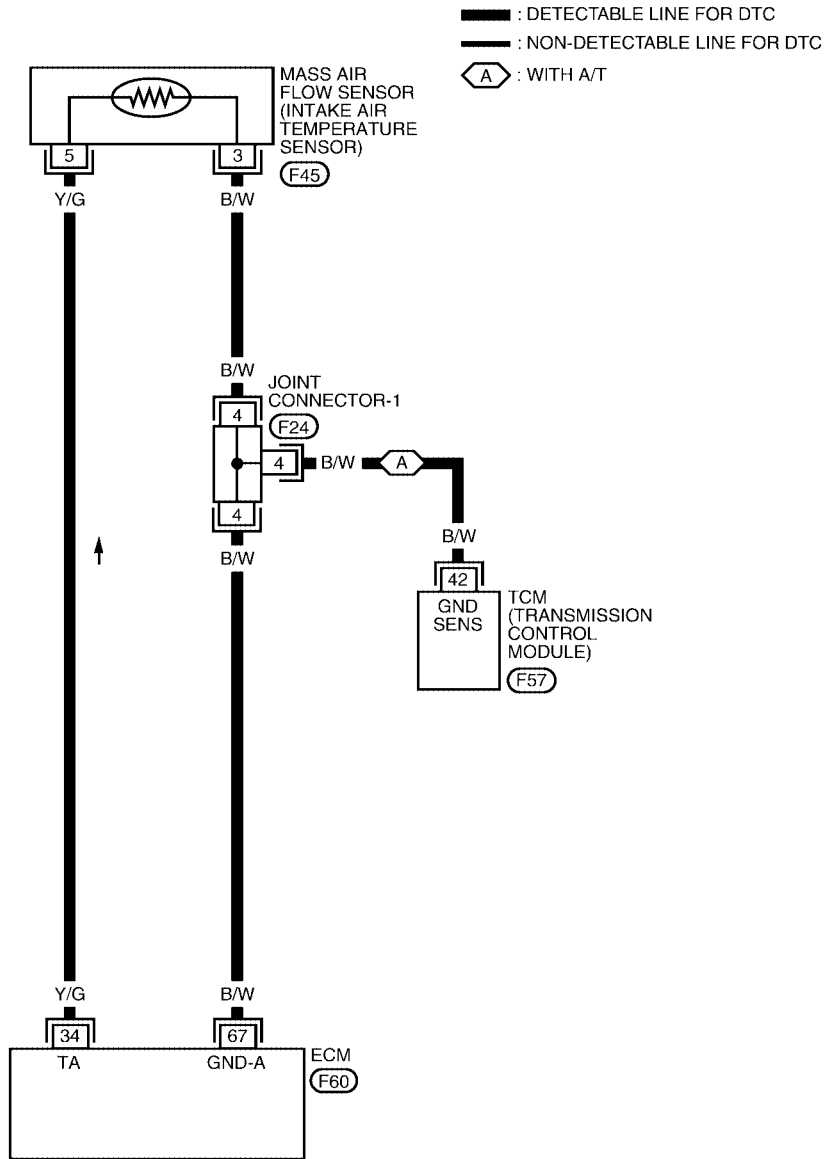 : DETECTABLE LINE FOR DTC
: NON-DETECTABLE LINE FOR DTC
A : WITH A/T
MASS AIR
FLOW SENSOR
(INTAKE AIR
TEMPERATURE
SENSOR)
F45
5
3
Y/G
B/W
B/W
JOINT
CONNECTOR-1
F24
4
4
B/W
A
4
B/W
B/W
42
GND
SENS
TCM
(TRANSMISSION
CONTROL
MODULE)
F57
Y/G
B/W
34
67
TA
GND-A
ECM
F60